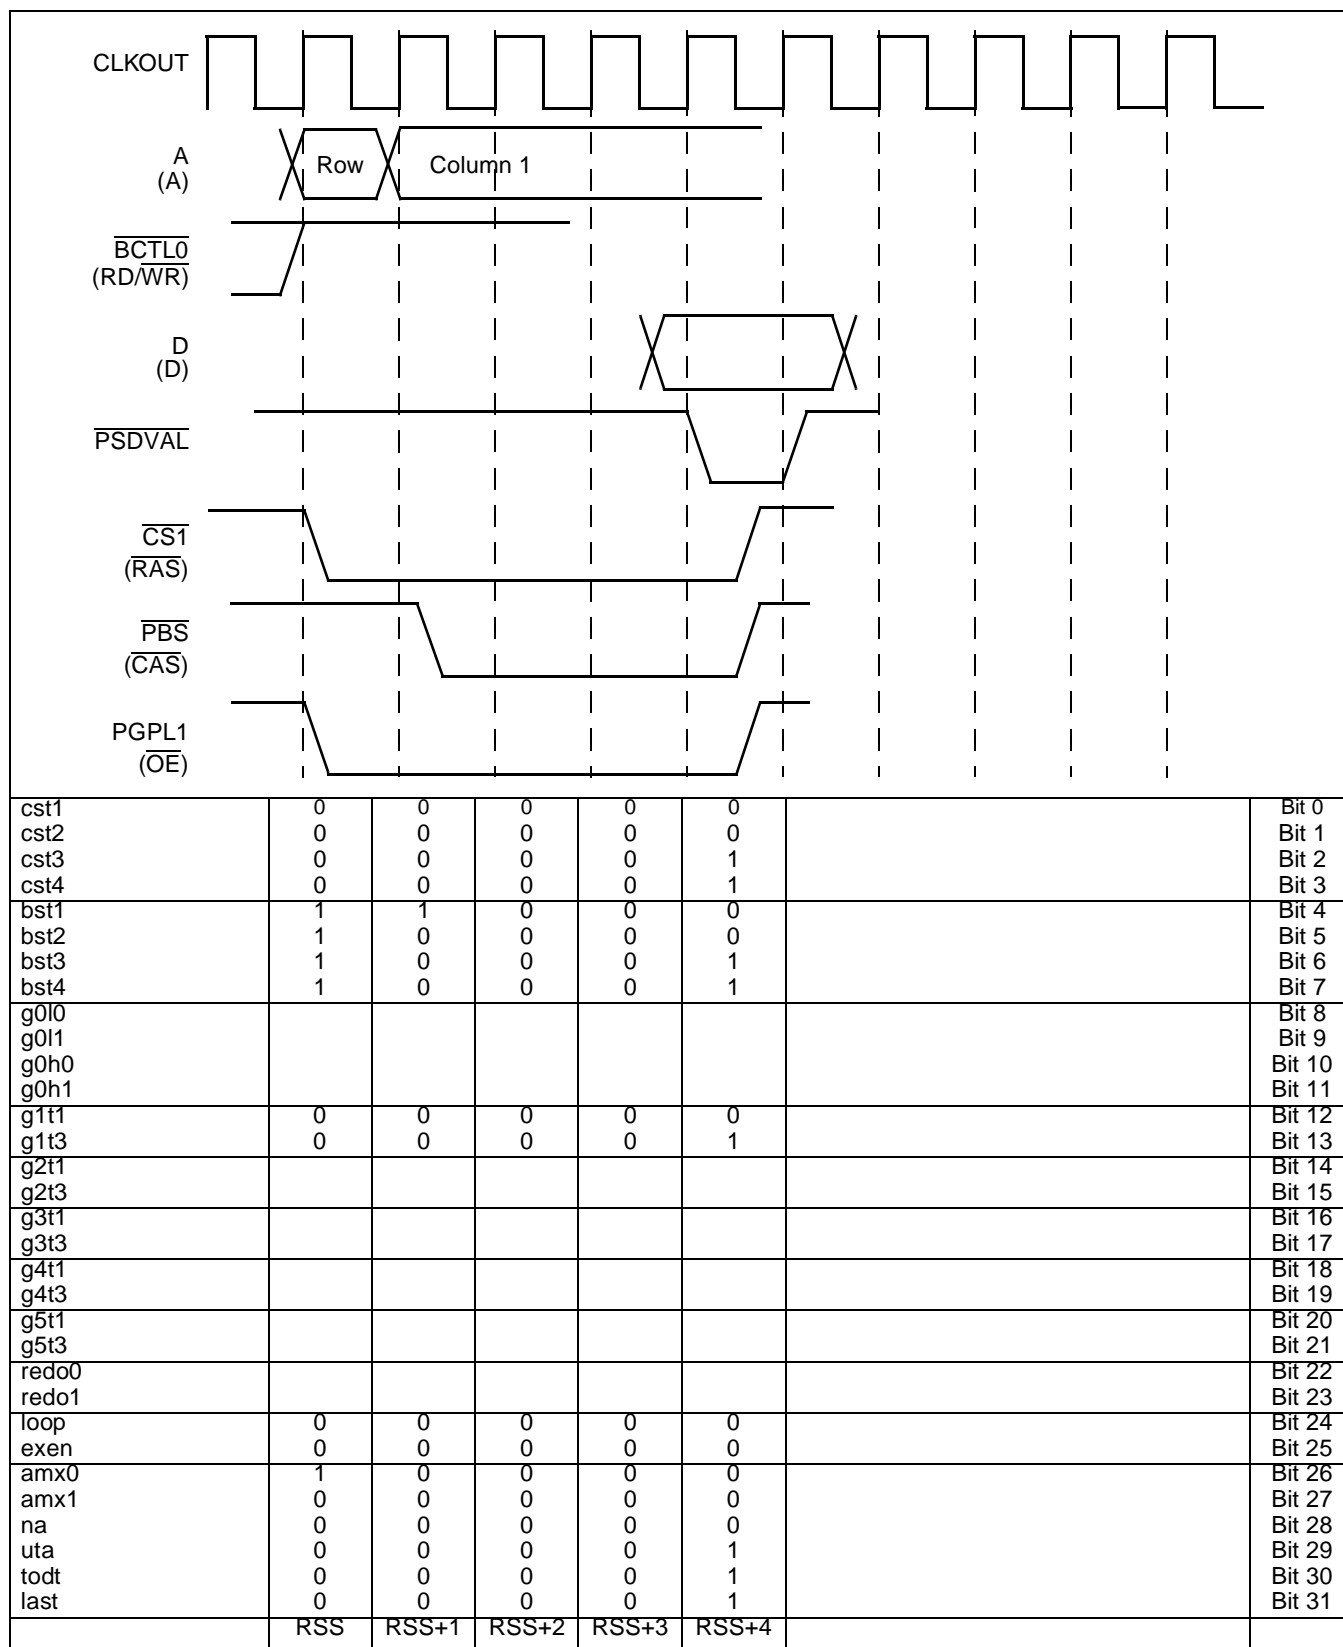 CLKOUT
A
(A)
Row
Column 1
BCTL0
(RD/WR)
D
(D)
PSDVAL
CS1
(RAS)
PBS
(CAS)
PGPL1
(OE)
cst1 0 0 0 0 0 Bit 0
cst2 0 0 0 0 0 Bit 1
cst3 0 0 0 0 1 Bit 2
cst4 0 0 0 0 1 Bit 3
bst1 1 1 0 0 0 Bit 4
bst2 1 0 0 0 0 Bit 5
bst3 1 0 0 0 1 Bit 6
bst4 1 0 0 0 1 Bit 7
g0l0 Bit 8
g0l1 Bit 9
g0h0 Bit 10
g0h1 Bit 11
g1t1 0 0 0 0 0 Bit 12
g1t3 0 0 0 0 1 Bit 13
g2t1 Bit 14
g2t3 Bit 15
g3t1 Bit 16
g3t3 Bit 17
g4t1 Bit 18
g4t3 Bit 19
g5t1 Bit 20
g5t3 Bit 21
redo0 Bit 22
redo1 Bit 23
loop 0 0 0 0 0 Bit 24
exen 0 0 0 0 0 Bit 25
amx0 1 0 0 0 0 Bit 26
amx1 0 0 0 0 0 Bit 27
na 0 0 0 0 0 Bit 28
uta 0 0 0 0 1 Bit 29
todt 0 0 0 0 1 Bit 30
last 0 0 0 0 1 Bit 31
RSS RSS+1 RSS+2 RSS+3 RSS+4